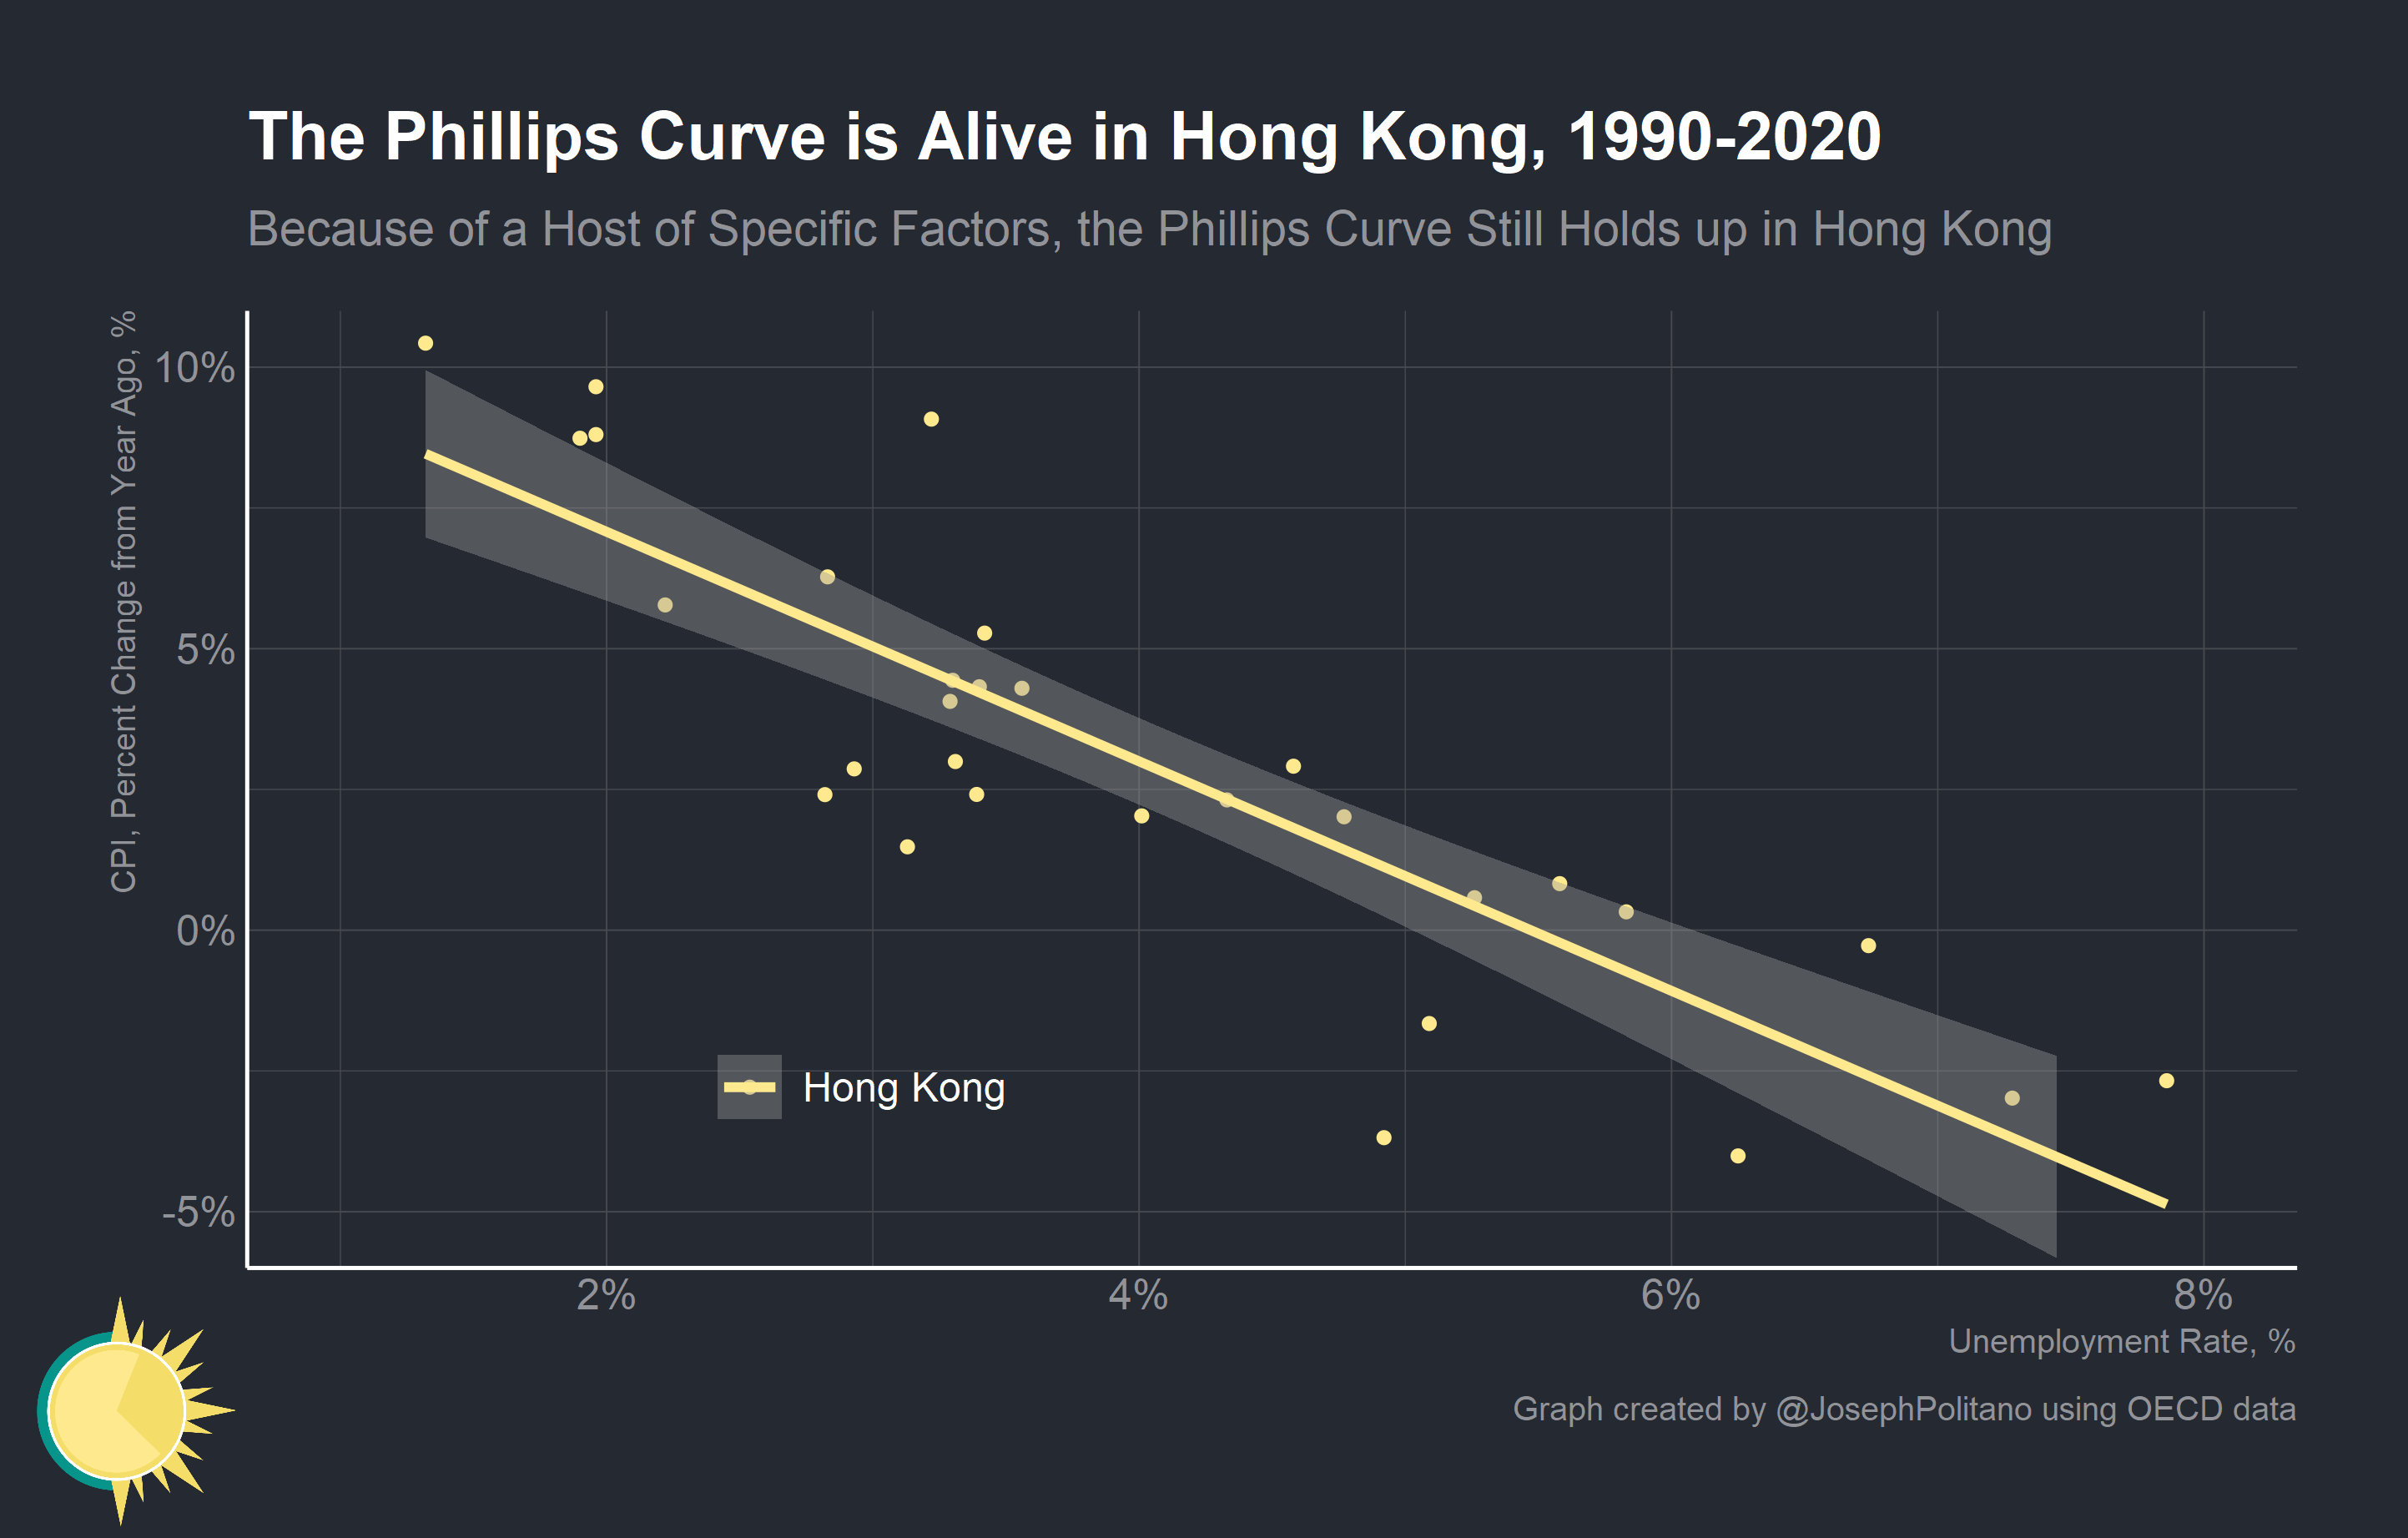 The Phillips Curve is Alive in Hong Kong, 1990-2020
Because of a Host of Specific Factors, the Phillips Curve Still Holds up in Hong Kong
CPI, Percent Change from Year Ago, %
10%
5%
0%
-5%
Hong Kong
2%
4%
6%
8%
Unemployment Rate, %
Graph created by @JosephPolitano using OECD data